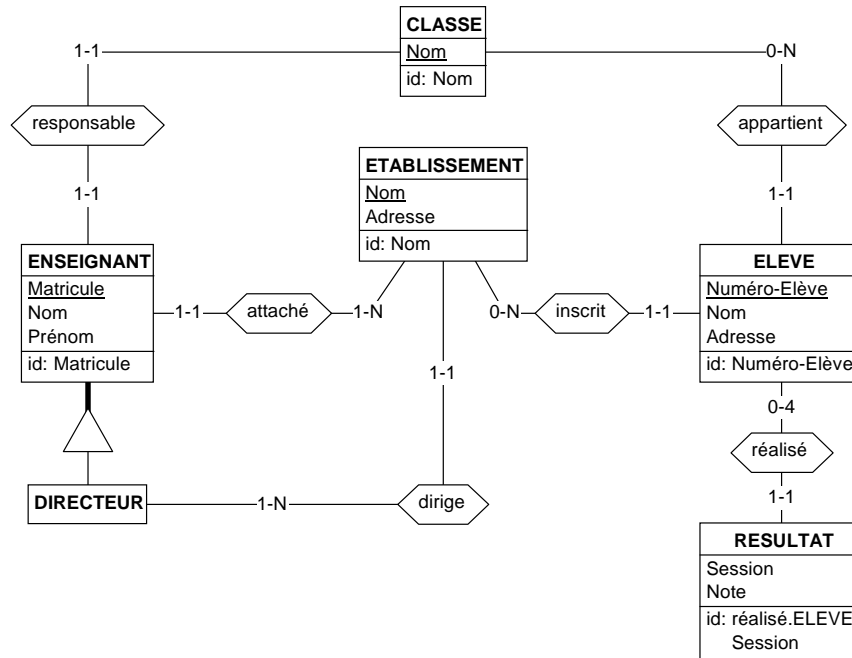 CLASSE
Nom
id: Nom
1-1
0-N
responsable
appartient
1-1
1-1
ETABLISSEMENT
Nom
Adresse
id: Nom
ENSEIGNANT
Matricule
Nom
Prénom
id: Matricule
1-1
attaché
1-N
0-N
inscrit
1-1
ELEVE
Numéro-Elève
Nom
Adresse
id: Numéro-Elève
1-1
0-4
réalisé
1-1
DIRECTEUR
1-N
dirige
RESULTAT
Session
Note
id: réalisé.ELEVE
Session